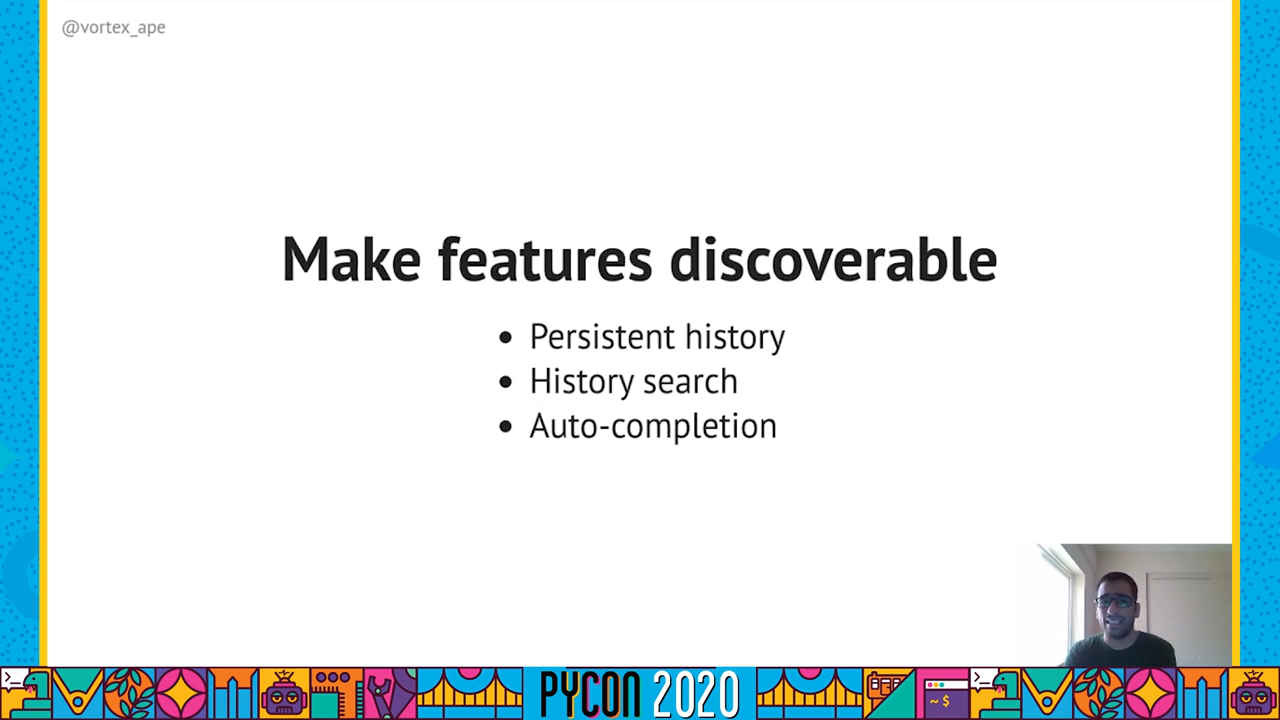 @vortex_ape
Make features discoverable
• Persistent history
• History search
• Auto-completion
~$
PYCON 2020